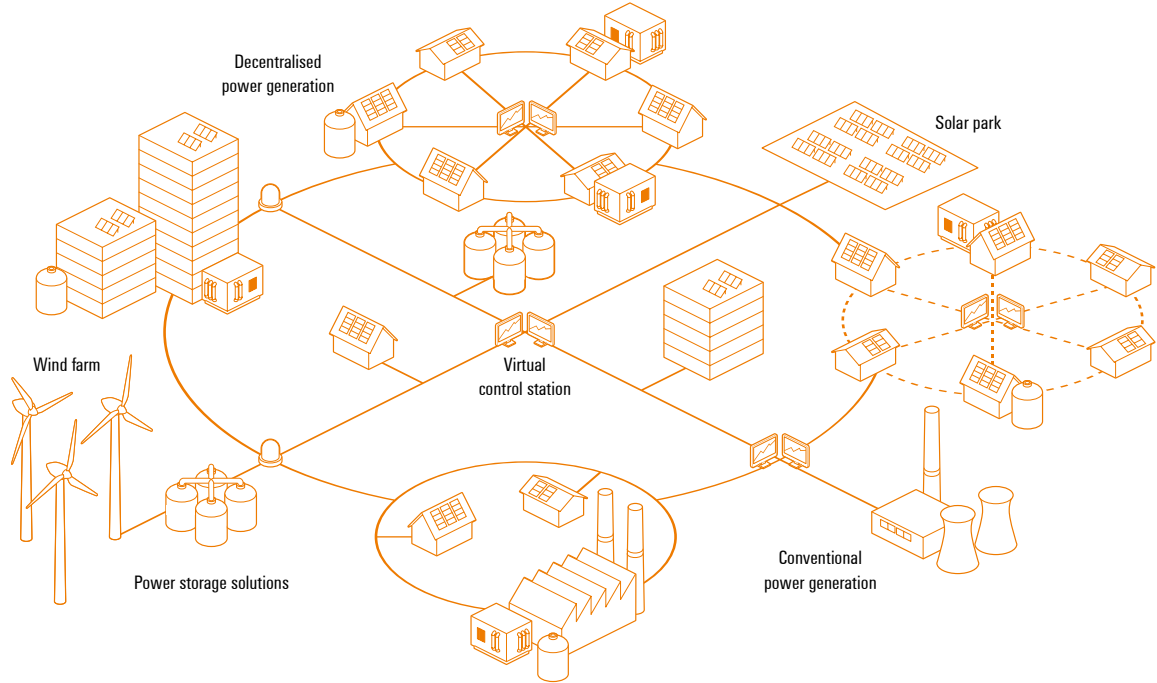 Decentralised
power generation
Solar park
Wind farm
Virtual
control station
Power storage solutions
Conventional
power generation